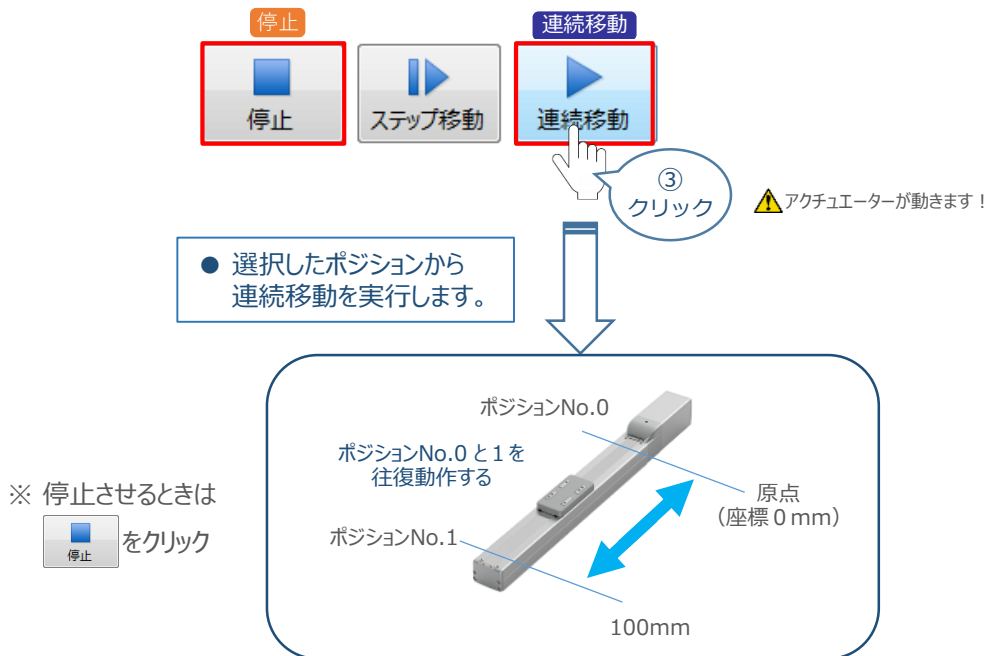 停止
連続移動
停止
ステップ移動
連続移動
③
クリック
アクチュエーターが動きます！
● 選択したポジションから
連続移動を実行します。
ポジションNo.0
ポジションNo.0 と１を
往復動作する
※ 停止させるときは
停止
をクリック
原点
（座標０mm）
ポジションNo.1
100mm